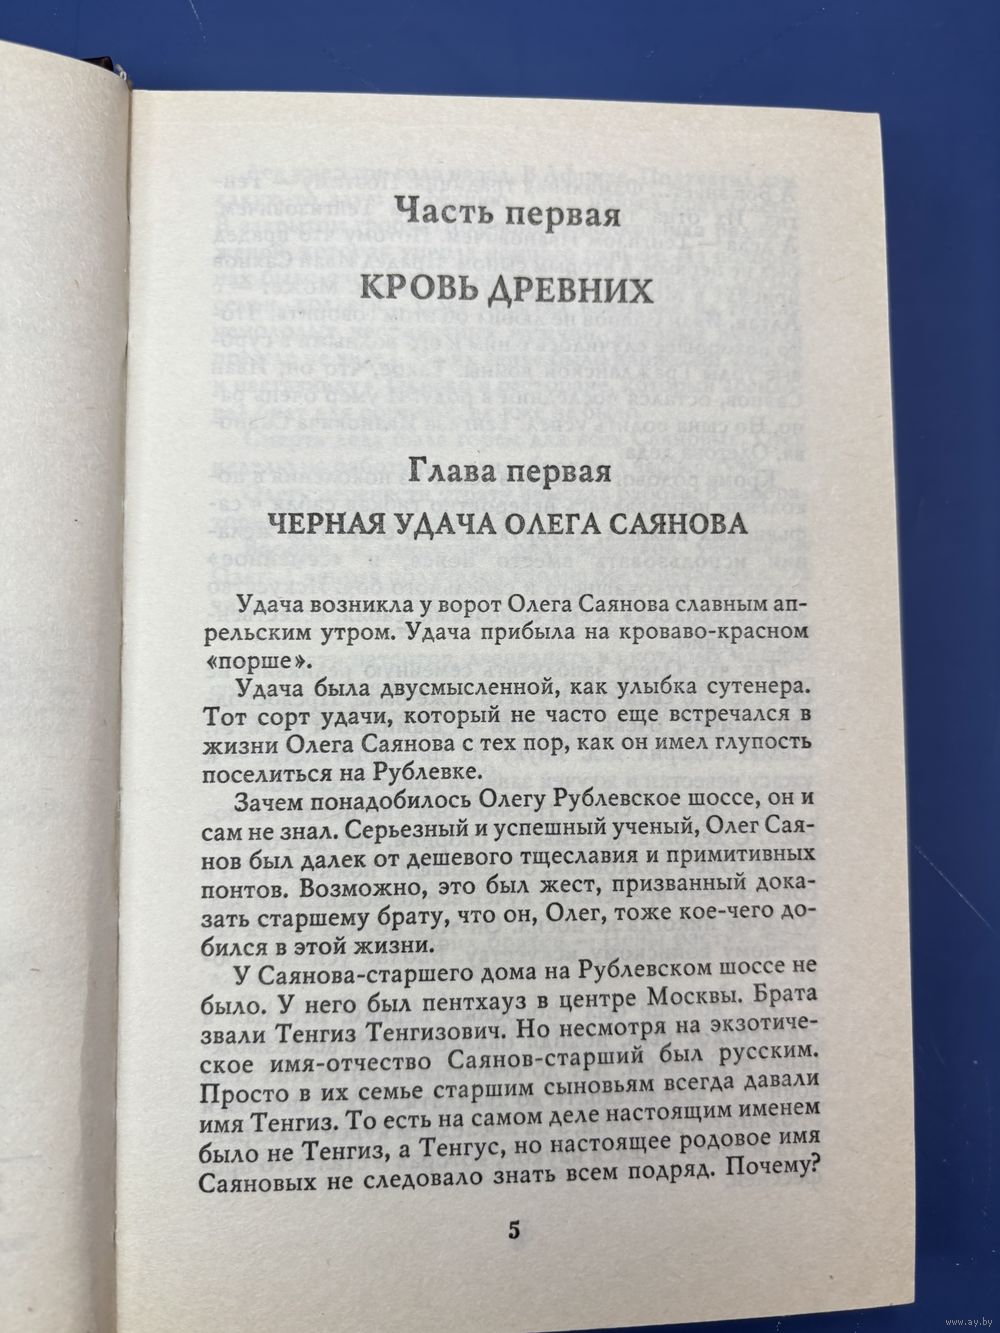 Часть первая
КРОВЬ ДРЕВНИХ
Глава первая
ЧЕРНАЯ УДАЧА ОЛЕГА САЯНОВА
Удача возникла у ворот Олега Саянова славным ап-
рельским утром. Удача прибыла на кроваво-красном
«порше».
Удача была двусмысленной, как улыбка сутенера.
Тот сорт удачи, который не часто еще встречался в
жизни Олега Саянова с тех пор, как он имел глупость
поселиться на Рублевке.
Зачем понадобилось Олегу Рублевское шоссе, он и
сам не знал. Серьезный и успешный ученый, Олег Сая-
нов был далек от дешевого тщеславия и примитивных
понтов. Возможно, это был жест, призванный дока-
зать старшему брату, что он, Олег, тоже кое-чего до-
бился в этой жизни.
У Саянова-старшего дома на Рублевском шоссе не
было. У него был пентхауз в центре Москвы. Брата
звали Тенгиз Тенгизович. Но несмотря на экзотиче-
ское имя-отчество Саянов-старший был русским.
Просто в их семье старшим сыновьям всегда давали
имя Тенгиз. То есть на самом деле настоящим именем
было не Тенгиз, а Тенгус, но настоящее родовое имя
Саяновых не следовало знать всем подряд. Почему?
5
www.ay.by